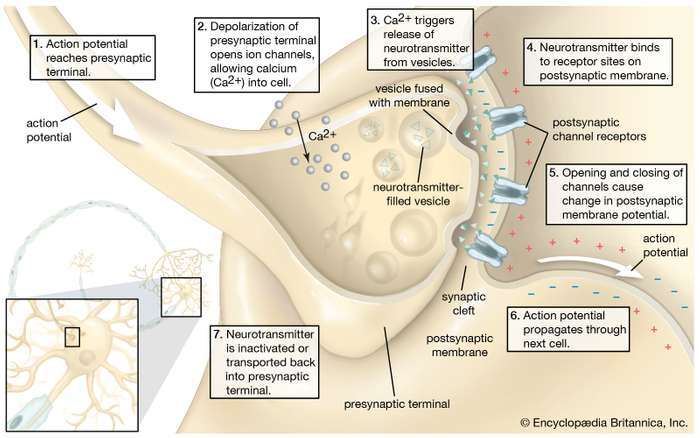 1. Action potential
reaches presynaptic
terminal.
action
potential
2. Depolarization of
presynaptic terminal
opens ion channels,
allowing calcium
(Ca2+) into cell.
Ca2+
3. Ca2+ triggers
release of
neurotransmitter
from vesicles.
vesicle fused
with membrane
neurotransmitter-
filled vesicle
4. Neurotransmitter binds
to receptor sites on
postsynaptic membrane.
postsynaptic
channel receptors
5. Opening and closing of
channels cause
change in postsynaptic
membrane potential.
action
potential
synaptic
cleft
postsynaptic
membrane
6. Action potential
propagates through
next cell.
7. Neurotransmitter
is inactivated or
transported back
into presynaptic
terminal.
presynaptic terminal
© Encyclopædia Britannica, Inc.